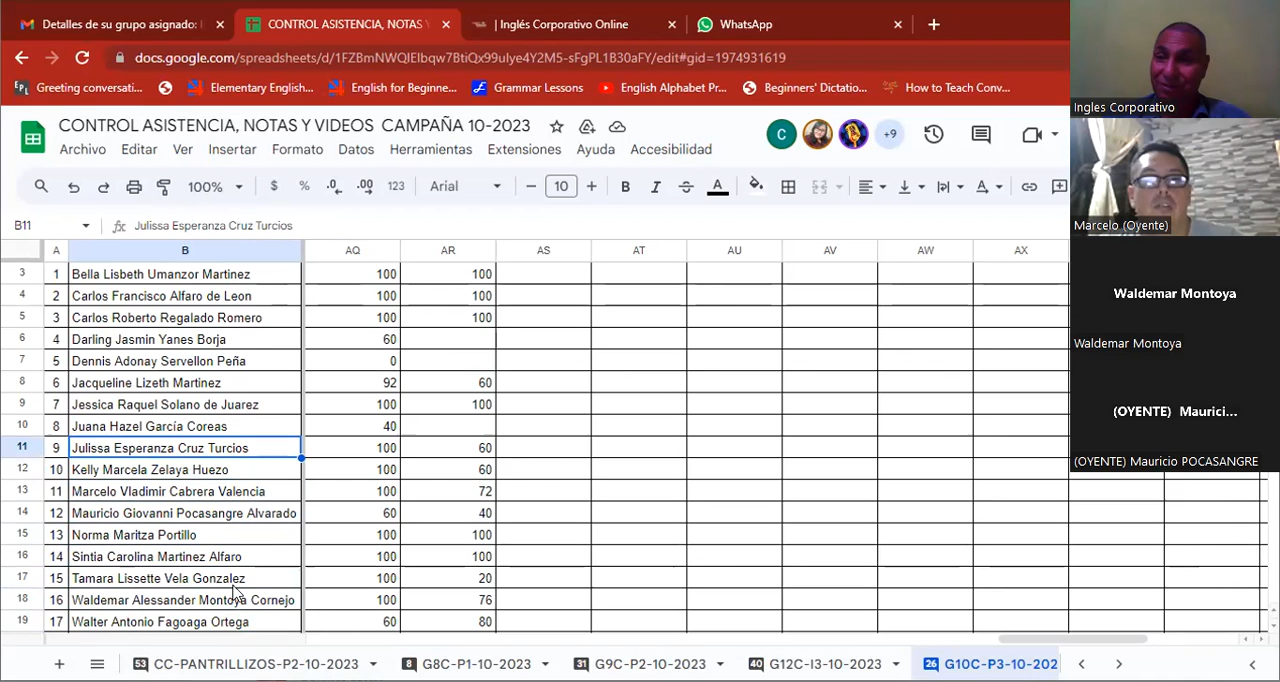 Detalles de su grupo asignado: I
CONTROL ASISTENCIA, NOTAS Y
| Inglés Corporativo Online
WhatsApp
docs.google.com/spreadsheets/d/1FZBmNWQIEIbqw7BtiQx99ulye4Y2M5-sFgPL1B30aFY/edit#gid=1974931619
Greeting conversati...
Elementary English...
English for Beginne...
Grammar Lessons
English Alphabet Pr...
Beginners' Dictatio...
How to Teach Conv...
CONTROL ASISTENCIA, NOTAS Y VIDEOS CAMPAÑA 10-2023
Archivo Editar Ver Insertar Formato Datos Herramientas Extensiones Ayuda Accesibilidad
C +9
100% $ % .0 .00 123 Arial − 10 + B I A
B11 fx Julissa Esperanza Cruz Turcios
A B AQ AR AS AT AU AV AW AX
3 1 Bella Lisbeth Umanzor Martinez 100 100
4 2 Carlos Francisco Alfaro de Leon 100 100
5 3 Carlos Roberto Regalado Romero 100 100
6 4 Darling Jasmin Yanes Borja 60
7 5 Dennis Adonay Servellon Peña 0
8 6 Jacqueline Lizeth Martinez 92 60
9 7 Jessica Raquel Solano de Juarez 100 100
10 8 Juana Hazel García Coreas 40
11 9 Julissa Esperanza Cruz Turcios 100 60
12 10 Kelly Marcela Zelaya Huezo 100 60
13 11 Marcelo Vladimir Cabrera Valencia 100 72
14 12 Mauricio Giovanni Pocasangre Alvarado 60 40
15 13 Norma Maritza Portillo 100 100
16 14 Sintia Carolina Martinez Alfaro 100 100
17 15 Tamara Lissette Vela Gonzalez 100 20
18 16 Waldemar Alessander Montoya Cornejo 100 76
19 17 Walter Antonio Fagoaga Ortega 60 80
53 CC-PANTRILLIZOS-P2-10-2023
8 G8C-P1-10-2023
31 G9C-P2-10-2023
40 G12C-I3-10-2023
26 G10C-P3-10-202
Ingles Corporativo
Marcelo (Oyente)
Waldemar Montoya
Waldemar Montoya
(OYENTE) Maurici...
(OYENTE) Mauricio POCASANGRE